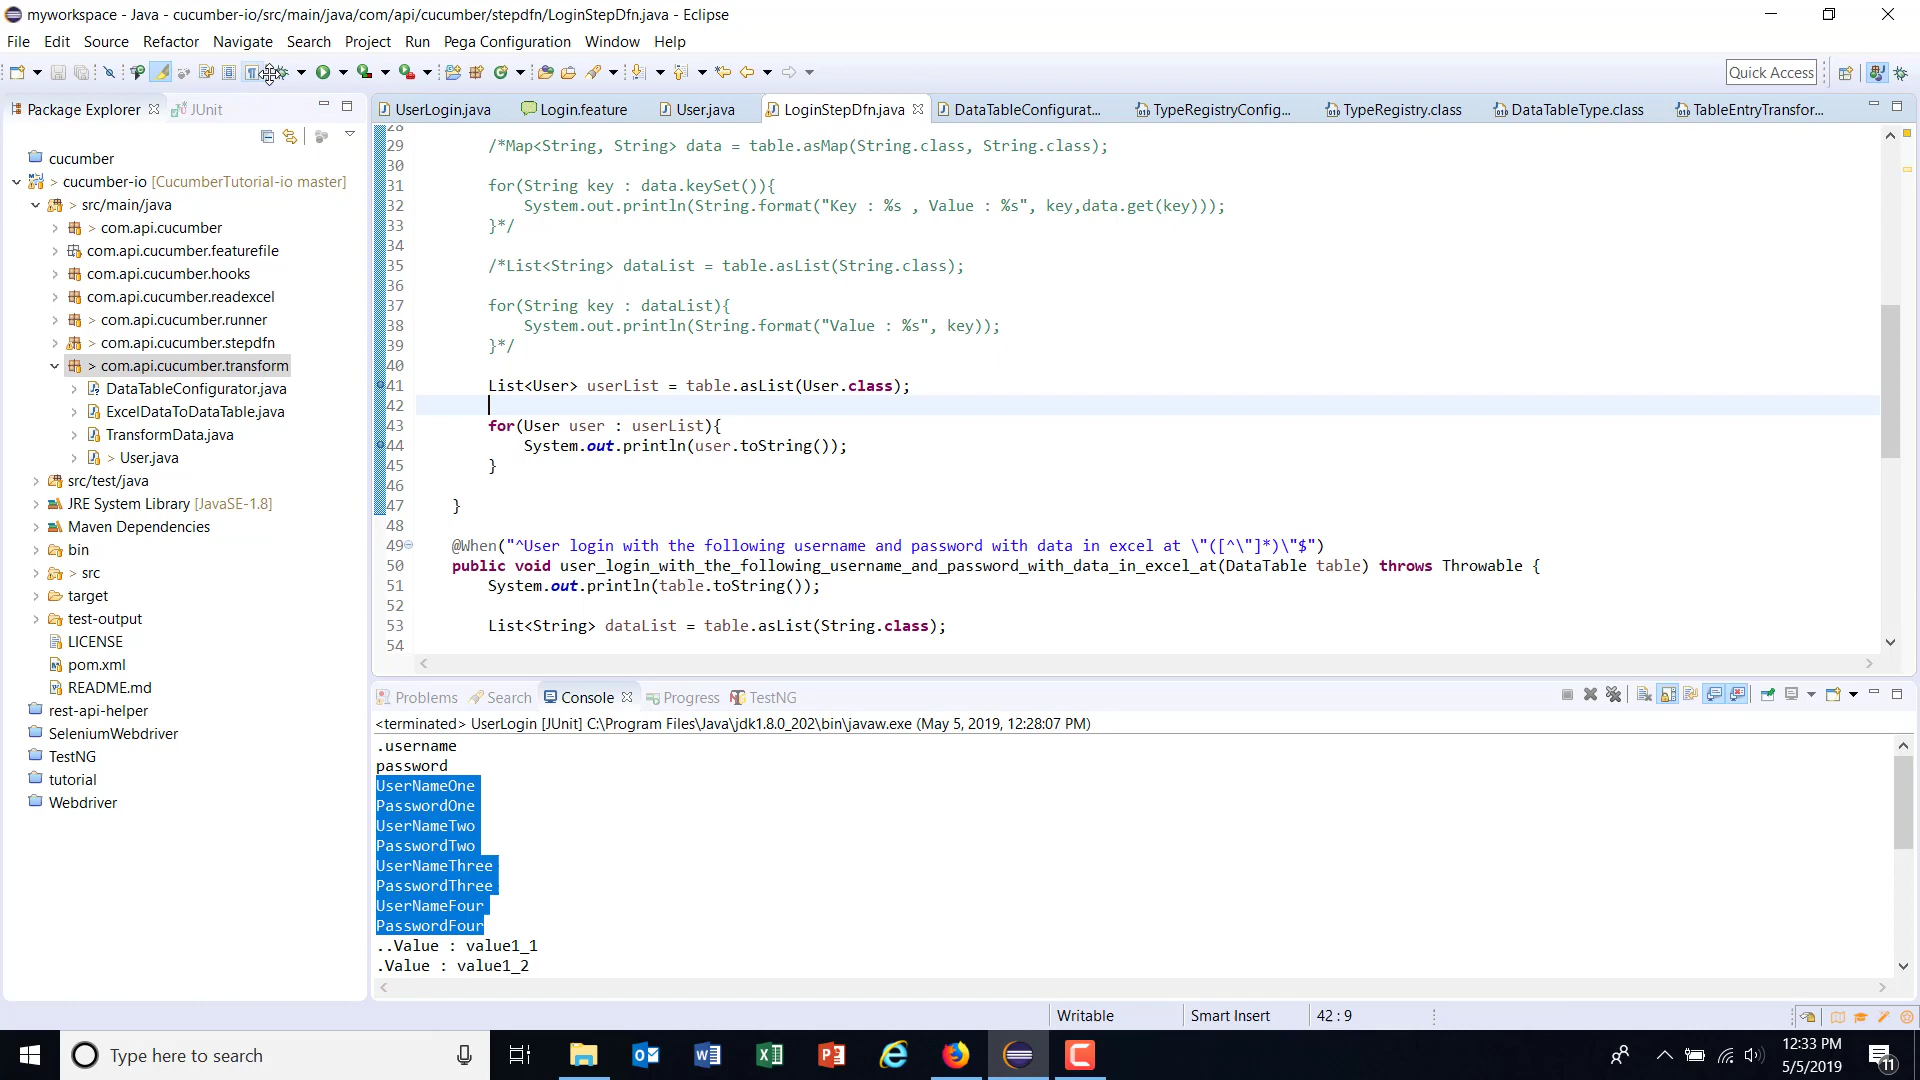 myworkspace - Java - cucumber-io/src/main/java/com/api/cucumber/stepdfn/LoginStepDfn.java - Eclipse
File Edit Search Source Refactor Navigate Search Project Run Pega Configuration Window Help
Quick Access
Package Explorer JUnit
UserLogin.java Login.feature User.java LoginStepDfn.java DataTableConfigurat... TypeRegistryConfig... TypeRegistry.class DataTableType.class TableEntryTransfor...
cucumber
> cucumber-io [CucumberTutorial-io master]
> src/main/java
> com.api.cucumber
com.api.cucumber.featurefile
com.api.cucumber.hooks
com.api.cucumber.readexcel
> com.api.cucumber.runner
> com.api.cucumber.stepdfn
> com.api.cucumber.transform
DataTableConfigurator.java
ExcelDataToDataTable.java
TransformData.java
> User.java
src/test/java
JRE System Library [JavaSE-1.8]
Maven Dependencies
bin
> src
target
test-output
LICENSE
pom.xml
README.md
rest-api-helper
SeleniumWebdriver
TestNG
tutorial
Webdriver
28
29 /*Map<String, String> data = table.asMap(String.class, String.class);
30
31 for(String key : data.keySet()){
32 System.out.println(String.format("Key : %s , Value : %s", key,data.get(key)));
33 }*/
34
35 /*List<String> dataList = table.asList(String.class);
36
37 for(String key : dataList){
38 System.out.println(String.format("Value : %s", key));
39 }*/
40
41 List<User> userList = table.asList(User.class);
42
43 for(User user : userList){
44 System.out.println(user.toString());
45 }
46
47 }
48
49 @When("^User login with the following username and password with data in excel at \"([^\"]*)\"$")
50 public void user_login_with_the_following_username_and_password_with_data_in_excel_at(DataTable table) throws Throwable {
51 System.out.println(table.toString());
52
53 List<String> dataList = table.asList(String.class);
54
Problems Search Console Progress TestNG
<terminated> UserLogin [JUnit] C:\Program Files\Java\jdk1.8.0_202\bin\javaw.exe (May 5, 2019, 12:28:07 PM)
.username
password
UserNameOne
PasswordOne
UserNameTwo
PasswordTwo
UserNameThree
PasswordThree
UserNameFour
PasswordFour
..Value : value1_1
.Value : value1_2
Writable Smart Insert 42 : 9
Type here to search
12:33 PM
5/5/2019
11